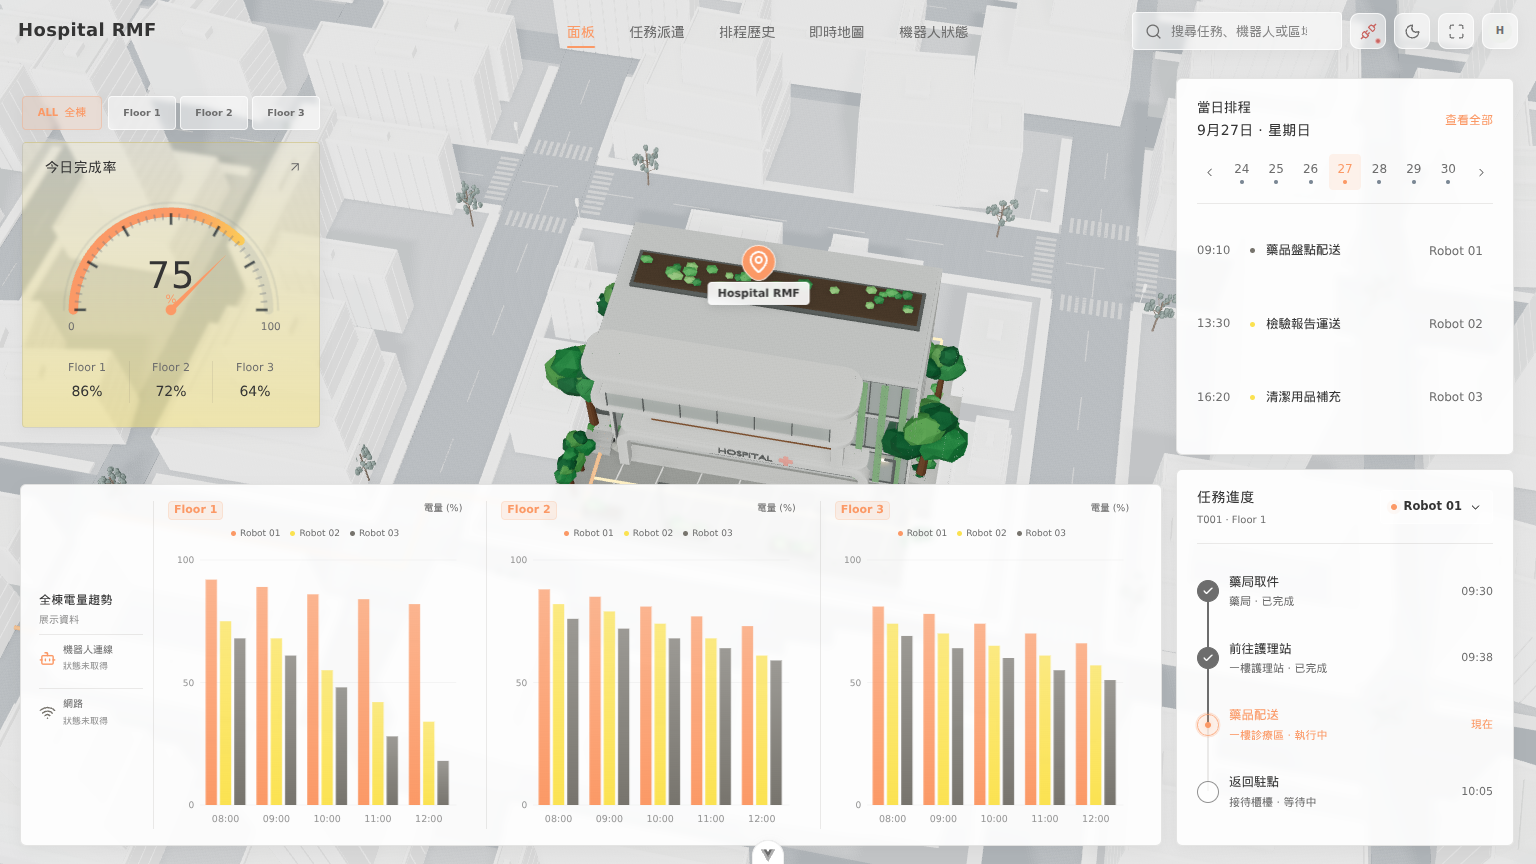 Hospital RMF
面板
任務派遣
排程歷史
即時地圖
機器人狀態
搜尋任務、機器人或區
H
ALL 全棟
Floor 1
Floor 2
Floor 3
今日完成率
75
%
0
100
Floor 1
Floor 2
Floor 3
86%
72%
64%
Hospital RMF
HOSPITAL
當日排程
9月27日 · 星期日
查看全部
24
25
26
27
28
29
30
09:10
藥品盤點配送
Robot 01
13:30
檢驗報告運送
Robot 02
16:20
清潔用品補充
Robot 03
全棟電量趨勢
展示資料
機器人連線
狀態未取得
網路
狀態未取得
Floor 1
電量 (%)
Robot 01
Robot 02
Robot 03
100
50
0
08:00
09:00
10:00
11:00
12:00
Floor 2
電量 (%)
Robot 01
Robot 02
Robot 03
100
50
0
08:00
09:00
10:00
11:00
12:00
Floor 3
電量 (%)
Robot 01
Robot 02
Robot 03
100
50
0
08:00
09:00
10:00
11:00
12:00
任務進度
T001 · Floor 1
Robot 01
藥局取件
藥局 · 已完成
09:30
前往護理站
一樓護理站 · 已完成
09:38
藥品配送
一樓診療區 · 執行中
現在
返回駐點
接待櫃檯 · 等待中
10:05